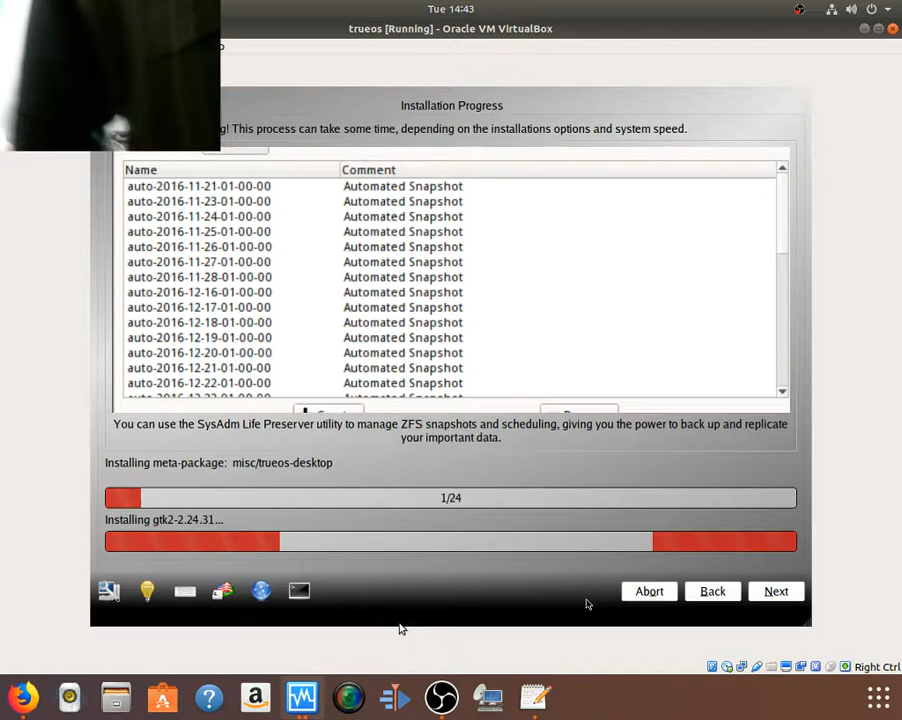 Tue 14:43
trueos [Running] - Oracle VM VirtualBox
Installation Progress
! This process can take some time, depending on the installations options and system speed.
Name Comment
auto-2016-11-21-01-00-00 Automated Snapshot
auto-2016-11-23-01-00-00 Automated Snapshot
auto-2016-11-24-01-00-00 Automated Snapshot
auto-2016-11-25-01-00-00 Automated Snapshot
auto-2016-11-26-01-00-00 Automated Snapshot
auto-2016-11-27-01-00-00 Automated Snapshot
auto-2016-11-28-01-00-00 Automated Snapshot
auto-2016-12-16-01-00-00 Automated Snapshot
auto-2016-12-17-01-00-00 Automated Snapshot
auto-2016-12-18-01-00-00 Automated Snapshot
auto-2016-12-19-01-00-00 Automated Snapshot
auto-2016-12-20-01-00-00 Automated Snapshot
auto-2016-12-21-01-00-00 Automated Snapshot
auto-2016-12-22-01-00-00 Automated Snapshot
You can use the SysAdm Life Preserver utility to manage ZFS snapshots and scheduling, giving you the power to back up and replicate
your important data.
Installing meta-package: misc/trueos-desktop
1/24
Installing gtk2-2.24.31...
Abort Back Next
Right Ctrl